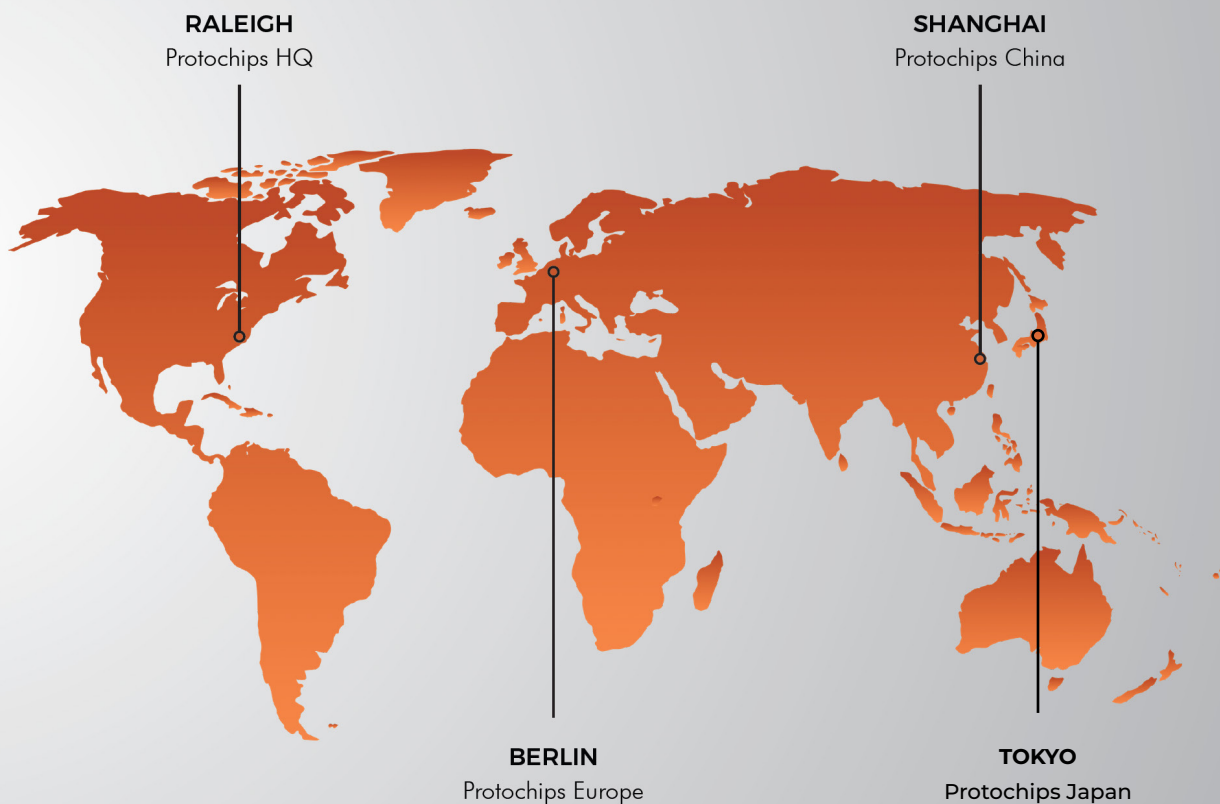 RALEIGH
Protochips HQ
SHANGHAI
Protochips China
BERLIN
Protochips Europe
TOKYO
Protochips Japan